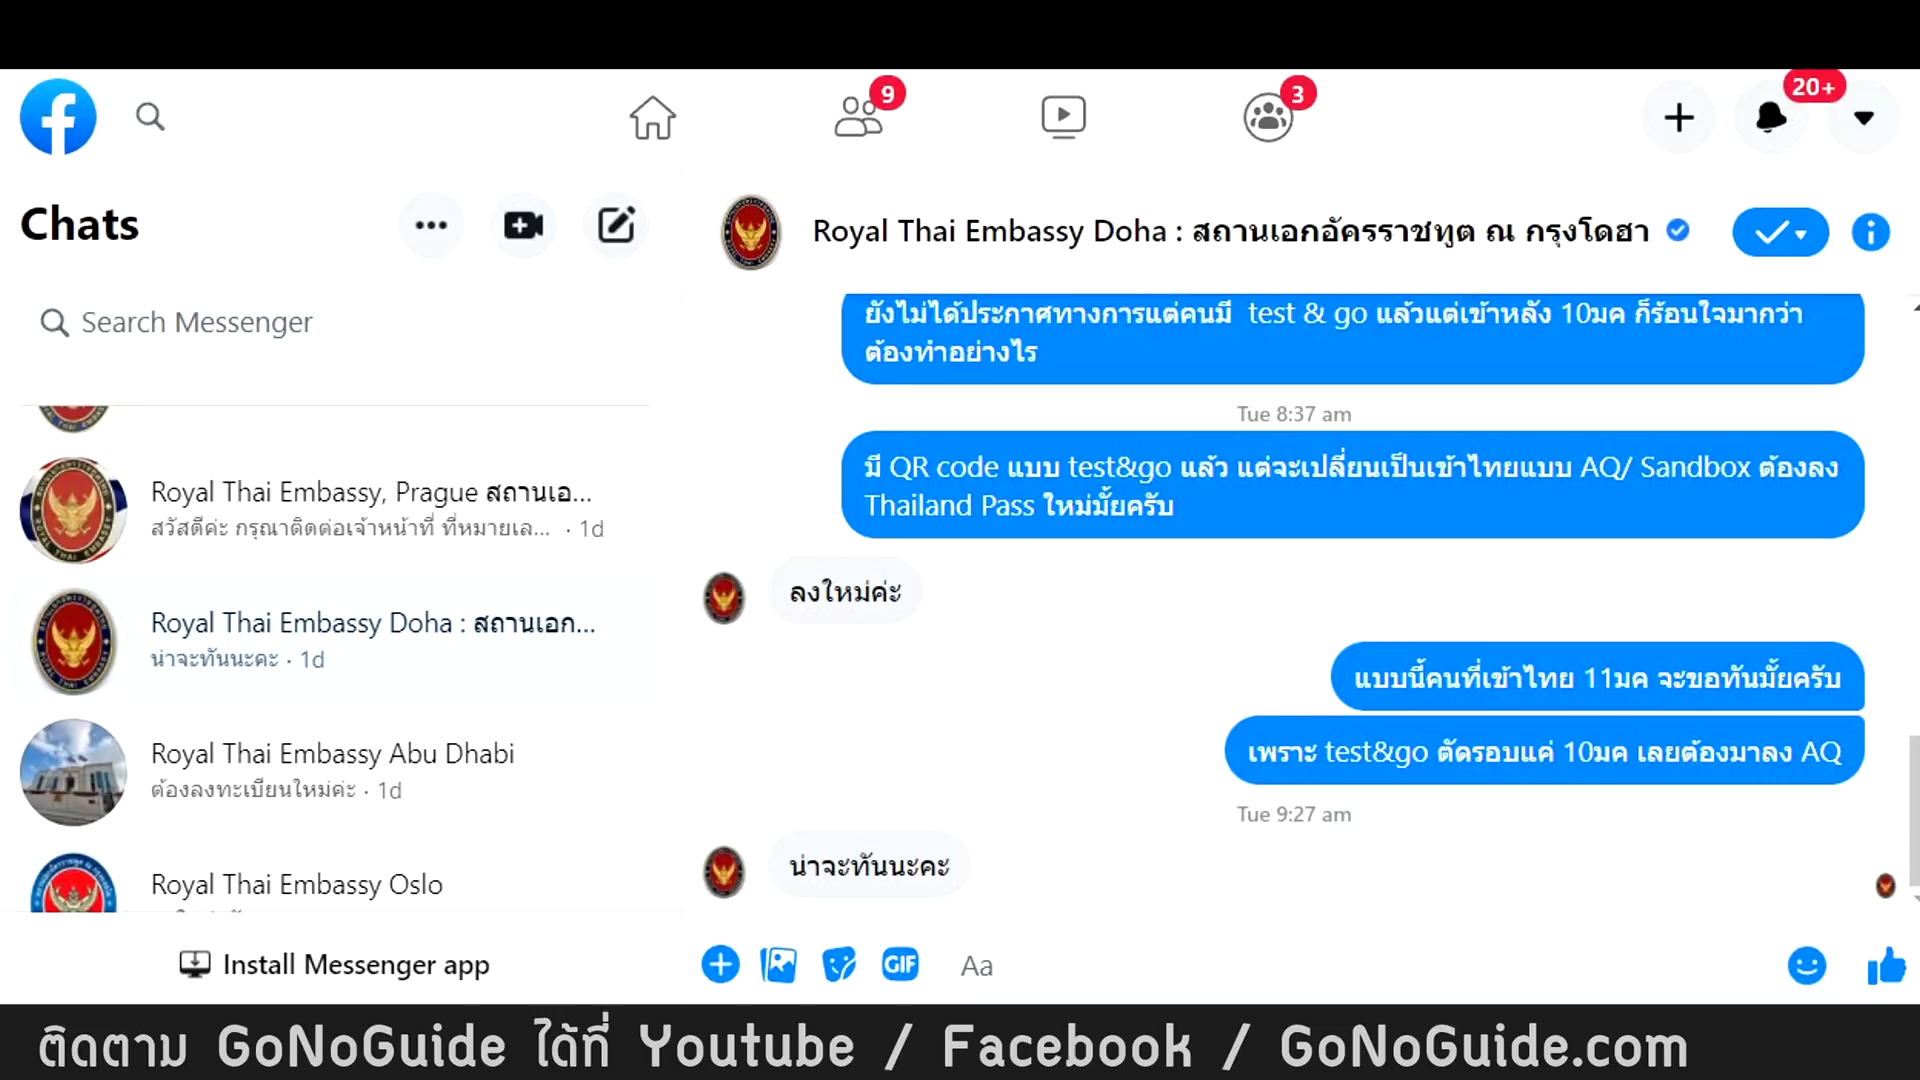 9
3
20+
Chats
Royal Thai Embassy Doha : สถานเอกอัครราชทูต ณ กรุงโดฮา
Search Messenger
Royal Thai Embassy, Prague สถานเอ...
สวัสดีค่ะ กรุณาติดต่อเจ้าหน้าที่ ที่หมายเล... · 1d
Royal Thai Embassy Doha : สถานเอก...
น่าจะทันนะคะ · 1d
Royal Thai Embassy Abu Dhabi
ต้องลงทะเบียนใหม่ค่ะ · 1d
Royal Thai Embassy Oslo
Install Messenger app
ยังไม่ได้ประกาศทางการแต่คนมี test & go แล้วแต่เข้าหลัง 10มค ก็ร้อนใจมากว่า
ต้องทำอย่างไร
Tue 8:37 am
มี QR code แบบ test&go แล้ว แต่จะเปลี่ยนเป็นเข้าไทยแบบ AQ/ Sandbox ต้องลง
Thailand Pass ใหม่มั้ยครับ
ลงใหม่ค่ะ
แบบนี้คนที่เข้าไทย 11มค จะขอทันมั้ยครับ
เพราะ test&go ตัดรอบแค่ 10มค เลยต้องมาลง AQ
Tue 9:27 am
น่าจะทันนะคะ
GIF
Aa
ติดตาม GoNoGuide ได้ที่ Youtube / Facebook / GoNoGuide.com